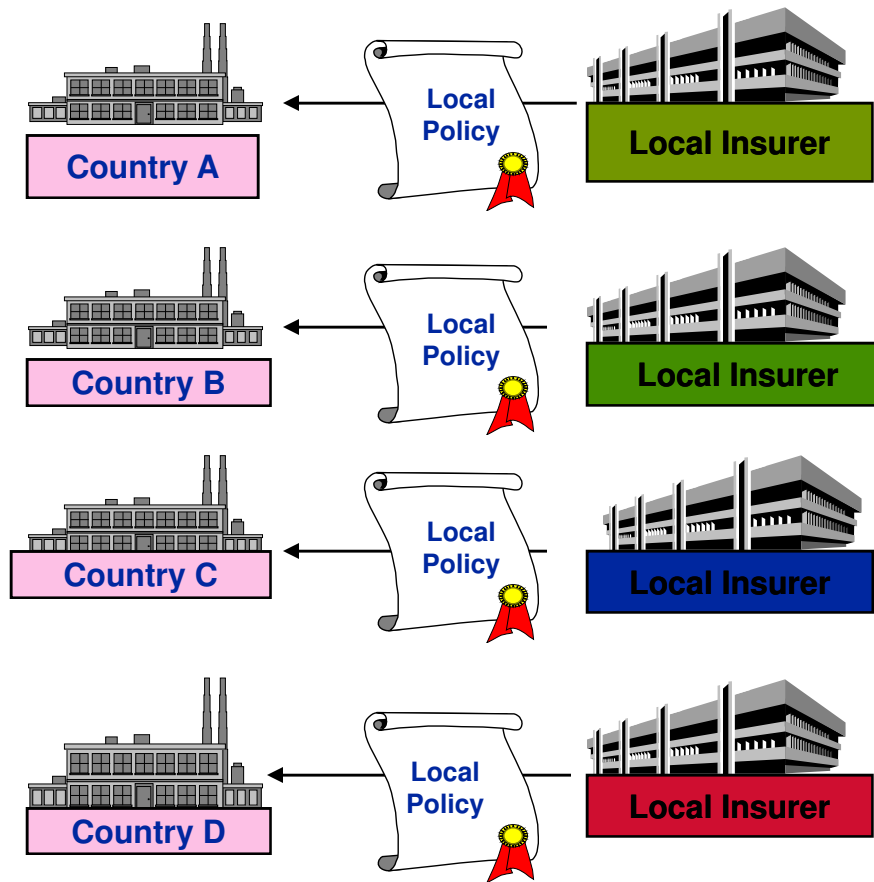 Local
Policy
Local Insurer
Country A
Local
Policy
Local Insurer
Country B
Local
Policy
Local Insurer
Country C
Local
Policy
Local Insurer
Country D